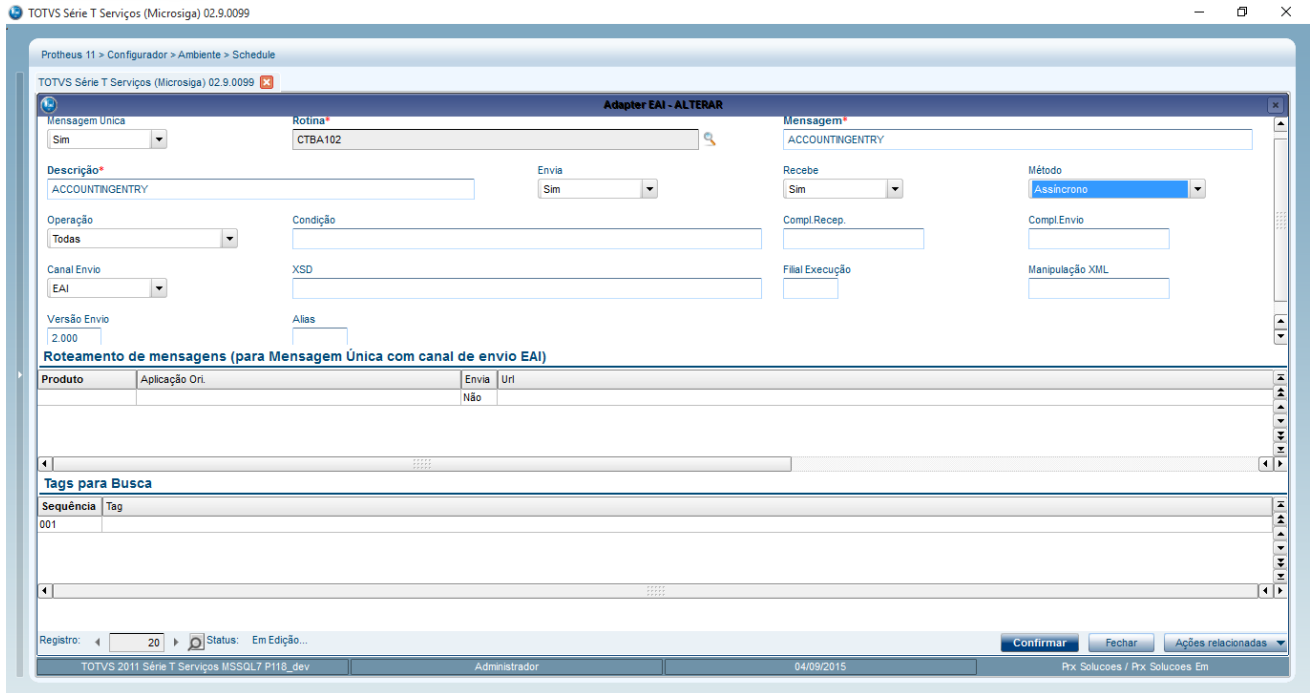 TOTVS Série T Serviços (Microsiga) 02.9.0099
Protheus 11 > Configurador > Ambiente > Schedule
TOTVS Série T Serviços (Microsiga) 02.9.0099
Adapter EAI - ALTERAR
Mensagem Unica Rotina* Mensagem*
Sim CTBA102 ACCOUNTINGENTRY
Descrição* Envia Recebe Método
ACCOUNTINGENTRY Sim Sim Assíncrono
Operação Condição Compl.Recep. Compl.Envio
Todas
Canal Envio XSD Filial Execução Manipulação XML
EAI
Versão Envio Alias
2.000
Roteamento de mensagens (para Mensagem Única com canal de envio EAI)
Produto Aplicação Ori. Envia Url
Não
Tags para Busca
Sequência Tag
001
Registro: 20 Status: Em Edição... Confirmar Fechar Ações relacionadas
TOTVS 2011 Série T Serviços MSSQL7 P118_dev Administrador 04/09/2015 Prx Solucoes / Prx Solucoes Em